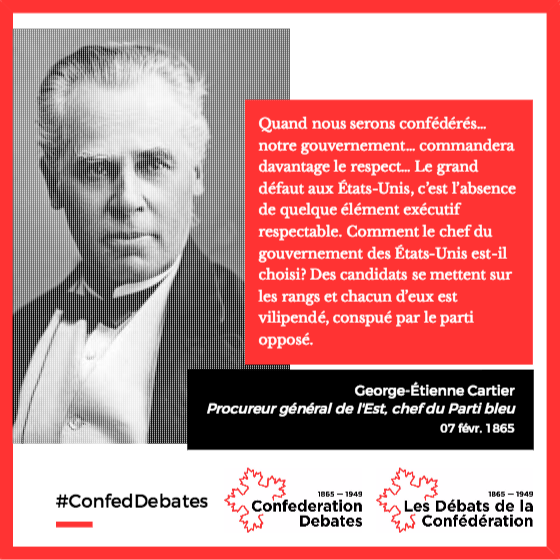 Quand nous serons confédérés...
notre gouvernement... commandera
davantage le respect... Le grand
défaut aux États-Unis, c'est l'absence
de quelque élément exécutif
respectable. Comment le chef du
gouvernement des États-Unis est-il
choisi? Des candidats se mettent sur
les rangs et chacun d'eux est
vilipendé, conspué par le parti
opposé.
George-Étienne Cartier
Procureur général de l'Est, chef du Parti bleu
07 févr. 1865
#ConfedDebates
1865 — 1949
Confederation
Debates
1865 — 1949
Les Débats de la
Confédération